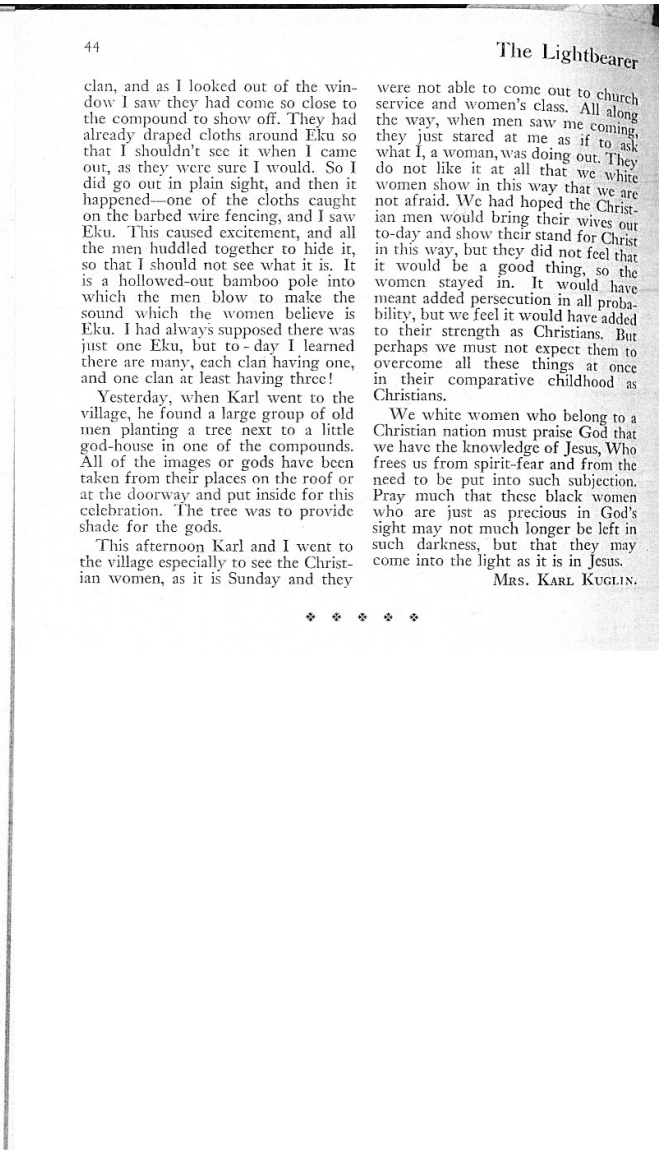 44
The Lightbearer
clan, and as I looked out of the win-
dow I saw they had come so close to
the compound to show off. They had
already draped cloths around Eku so
that I shouldn't see it when I came
out, as they were sure I would. So I
did go out in plain sight, and then it
happened—one of the cloths caught
on the barbed wire fencing, and I saw
Eku. This caused excitement, and all
the men huddled together to hide it,
so that I should not see what it is. It
is a hollowed-out bamboo pole into
which the men blow to make the
sound which the women believe is
Eku. I had always supposed there was
just one Eku, but to-day I learned
there are many, each clan having one,
and one clan at least having three!
Yesterday, when Karl went to the
village, he found a large group of old
men planting a tree next to a little
god-house in one of the compounds.
All of the images or gods have been
taken from their places on the roof or
at the doorway and put inside for this
celebration. The tree was to provide
shade for the gods.
This afternoon Karl and I went to
the village especially to see the Christ-
ian women, as it is Sunday and they
were not able to come out to church
service and women's class. All along
the way, when men saw me coming,
they just stared at me as if to ask
what I, a woman, was doing out. They
do not like it at all that we white
women show in this way that we are
not afraid. We had hoped the Christ-
ian men would bring their wives out
to-day and show their stand for Christ
in this way, but they did not feel that
it would be a good thing, so the
women stayed in. It would have
meant added persecution in all proba-
bility, but we feel it would have added
to their strength as Christians. But
perhaps we must not expect them to
overcome all these things at once
in their comparative childhood as
Christians.
We white women who belong to a
Christian nation must praise God that
we have the knowledge of Jesus, Who
frees us from spirit-fear and from the
need to be put into such subjection.
Pray much that these black women
who are just as precious in God's
sight may not much longer be left in
such darkness, but that they may
come into the light as it is in Jesus.
MRS. KARL KUGLIN.